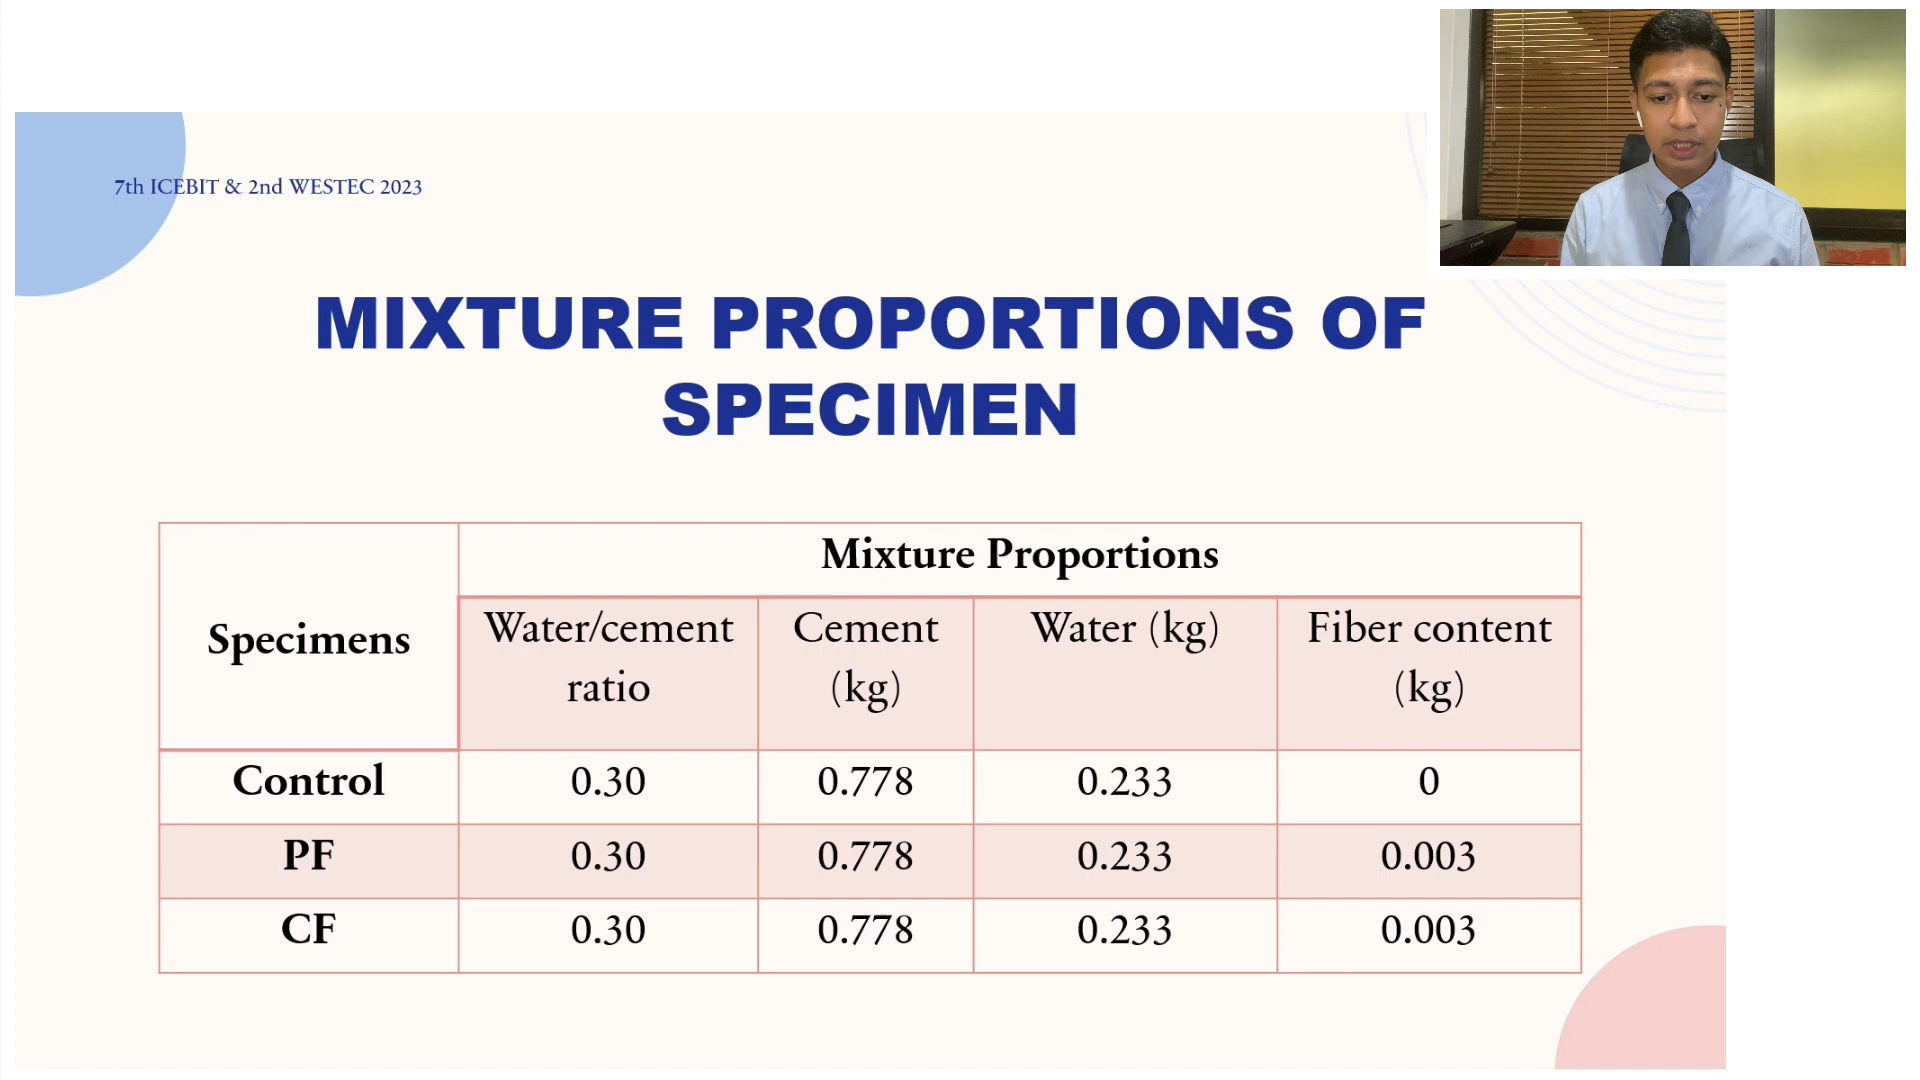 7th ICEBIT & 2nd WESTEC 2023
MIXTURE PROPORTIONS OF
SPECIMEN
Specimens
Mixture Proportions
Water/cement
ratio
Cement
(kg)
Water (kg)
Fiber content
(kg)
Control 0.30 0.778 0.233 0
PF 0.30 0.778 0.233 0.003
CF 0.30 0.778 0.233 0.003